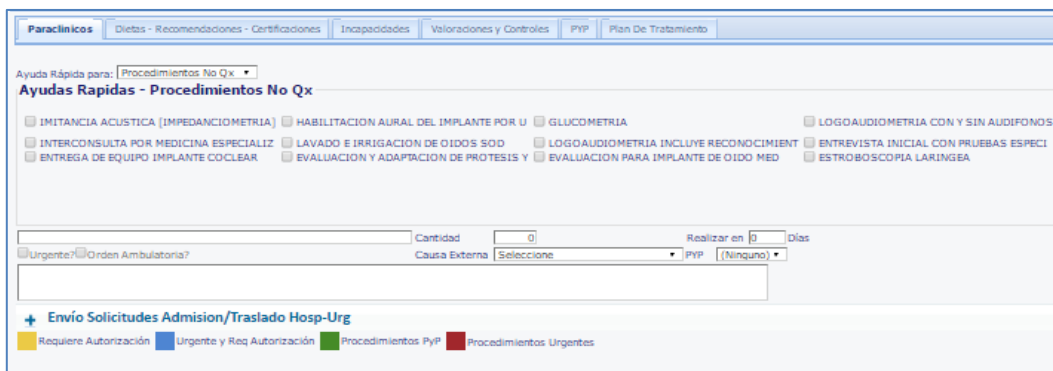 Paraclinicos Dietas - Recomendaciones - Certificaciones Incapacidades Valoraciones y Controles PYP Plan De Tratamiento
Ayuda Rápida para: Procedimientos No Qx
Ayudas Rapidas - Procedimientos No Qx
IMITANCIA ACUSTICA [IMPEDANCIOMETRIA] HABILITACION AURAL DEL IMPLANTE POR U GLUCOMETRIA LOGOAUDIOMETRIA CON Y SIN AUDIFONOS
INTERCONSULTA POR MEDICINA ESPECIALIZ LAVADO E IRRIGACION DE OIDOS SOD LOGOAUDIOMETRIA INCLUYE RECONOCIMIENT ENTREVISTA INICIAL CON PRUEBAS ESPECI
ENTREGA DE EQUIPO IMPLANTE COCLEAR EVALUACION Y ADAPTACION DE PROTESIS Y EVALUACION PARA IMPLANTE DE OIDO MED ESTROBOSCOPIA LARINGEA
Cantidad 0 Realizar en 0 Días
Urgente? Orden Ambulatoria? Causa Externa Seleccione PYP (Ninguno)
+ Envío Solicitudes Admision/Traslado Hosp-Urg
Requiere Autorización Urgente y Req Autorización Procedimientos PyP Procedimientos Urgentes